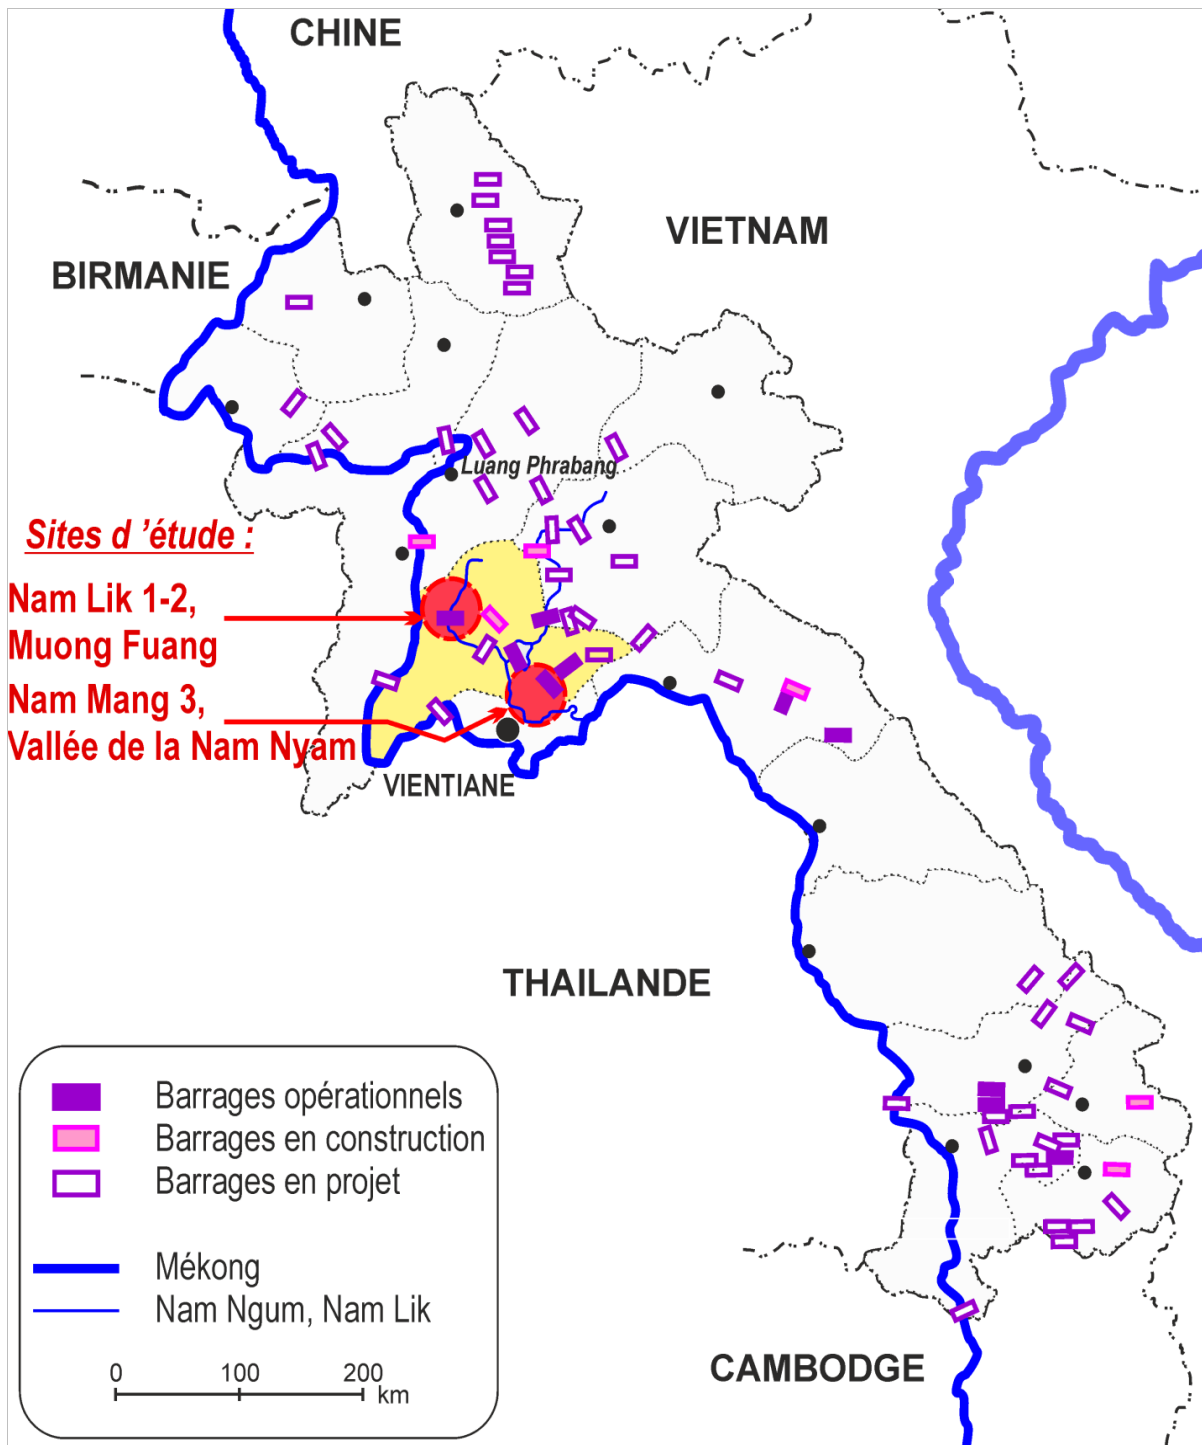 CHINE
VIETNAM
BIRMANIE
Luang Phrabang
Sites d ’étude :
Nam Lik 1-2,
Muong Fuang
Nam Mang 3,
Vallée de la Nam Nyam
VIENTIANE
THAILANDE
Barrages opérationnels
Barrages en construction
Barrages en projet
Mékong
Nam Ngum, Nam Lik
0 100 200
km
CAMBODGE